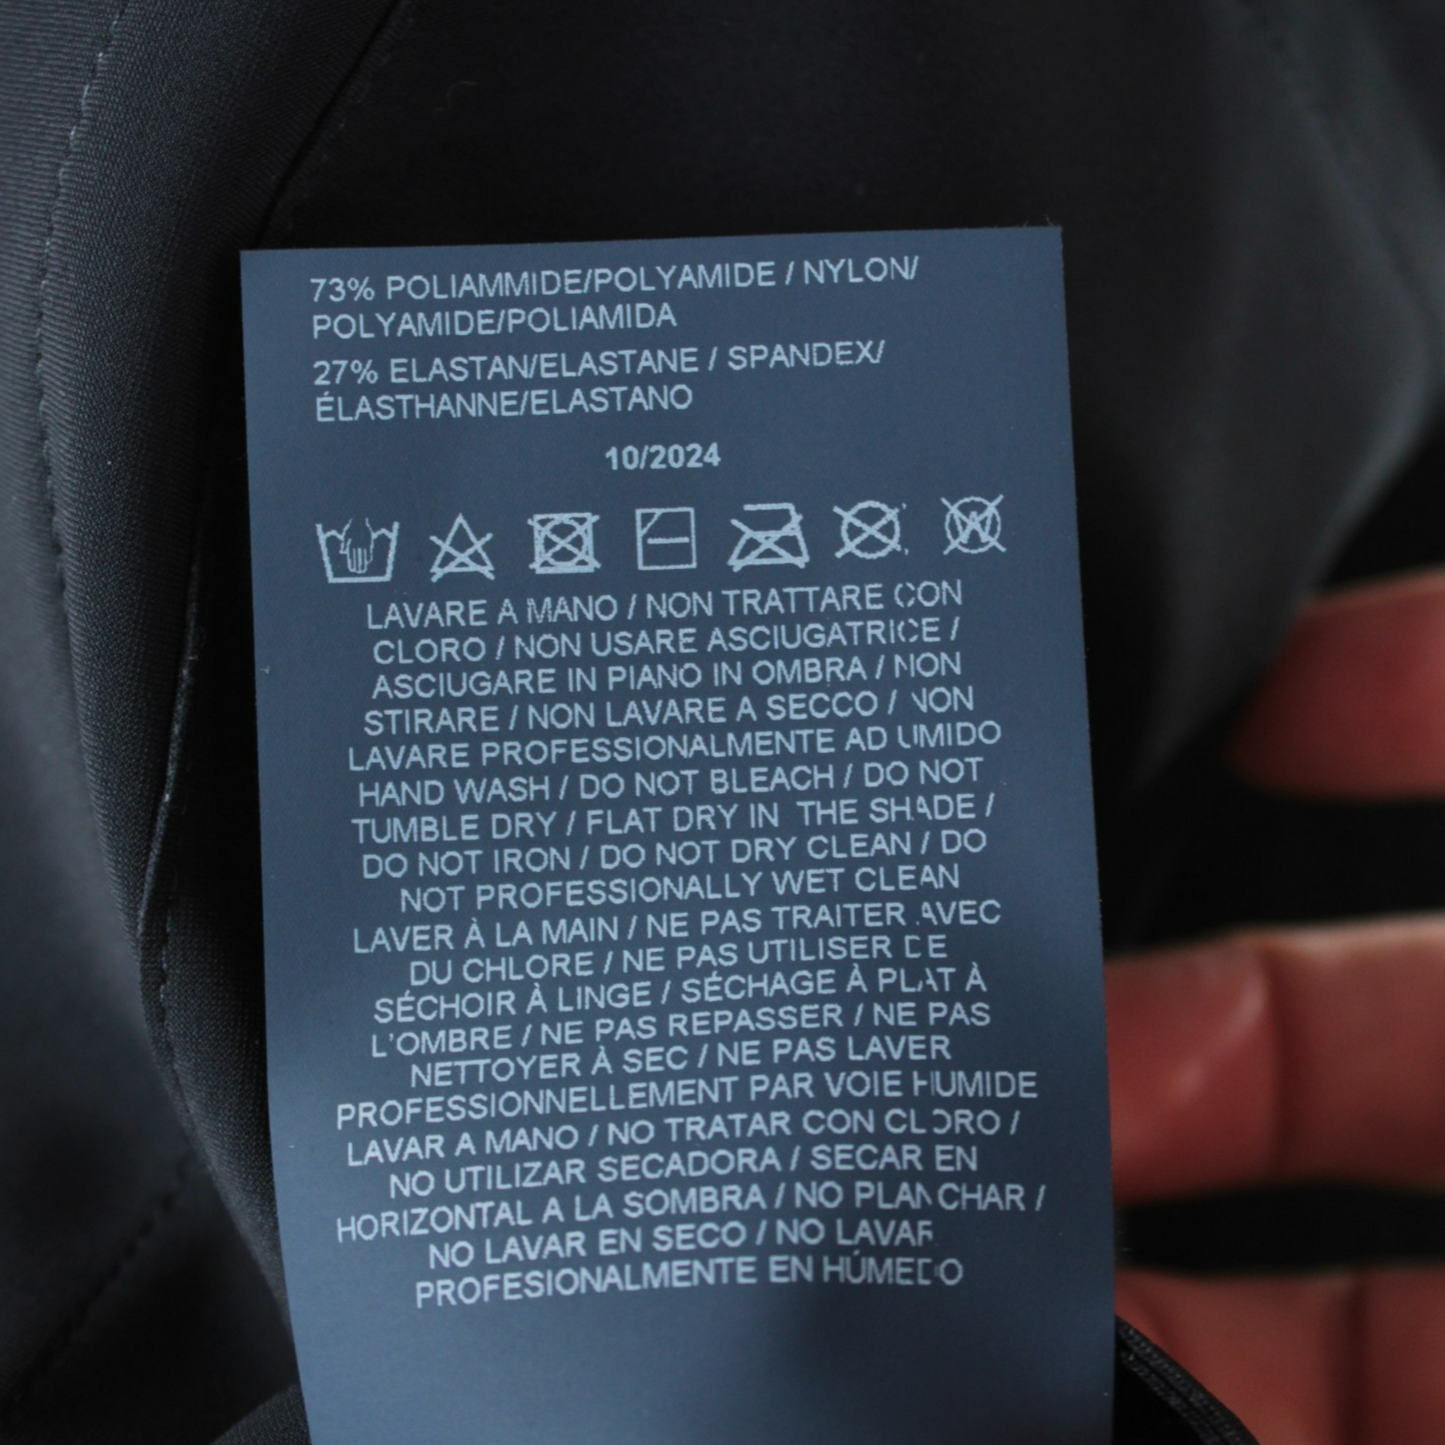 73% POLIAMMIDE/POLYAMIDE / NYLON/
POLYAMIDE/POLIAMIDA
27% ELASTAN/ELASTANE / SPANDEX/
ÉLASTHANNE/ELASTANO
10/2024
LAVARE A MANO / NON TRATTARE CON
CLORO / NON USARE ASCIUGATRICE /
ASCIUGARE IN PIANO IN OMBRA / NON
STIRARE / NON LAVARE A SECCO / NON
LAVARE PROFESSIONALMENTE AD UMIDO
HAND WASH / DO NOT BLEACH / DO NOT
TUMBLE DRY / FLAT DRY IN THE SHADE /
DO NOT IRON / DO NOT DRY CLEAN / DO
NOT PROFESSIONALLY WET CLEAN
LAVER À LA MAIN / NE PAS TRAITER AVEC
DU CHLORE / NE PAS UTILISER DE
SÉCHOIR À LINGE / SÉCHAGE À PLAT À
L'OMBRE / NE PAS REPASSER / NE PAS
NETTOYER À SEC / NE PAS LAVER
PROFESSIONNELLEMENT PAR VOIE HUMIDE
LAVAR A MANO / NO TRATAR CON CLORO /
NO UTILIZAR SECADORA / SECAR EN
HORIZONTAL A LA SOMBRA / NO PLANCHAR /
NO LAVAR EN SECO / NO LAVAR
PROFESIONALMENTE EN HÚMEDO